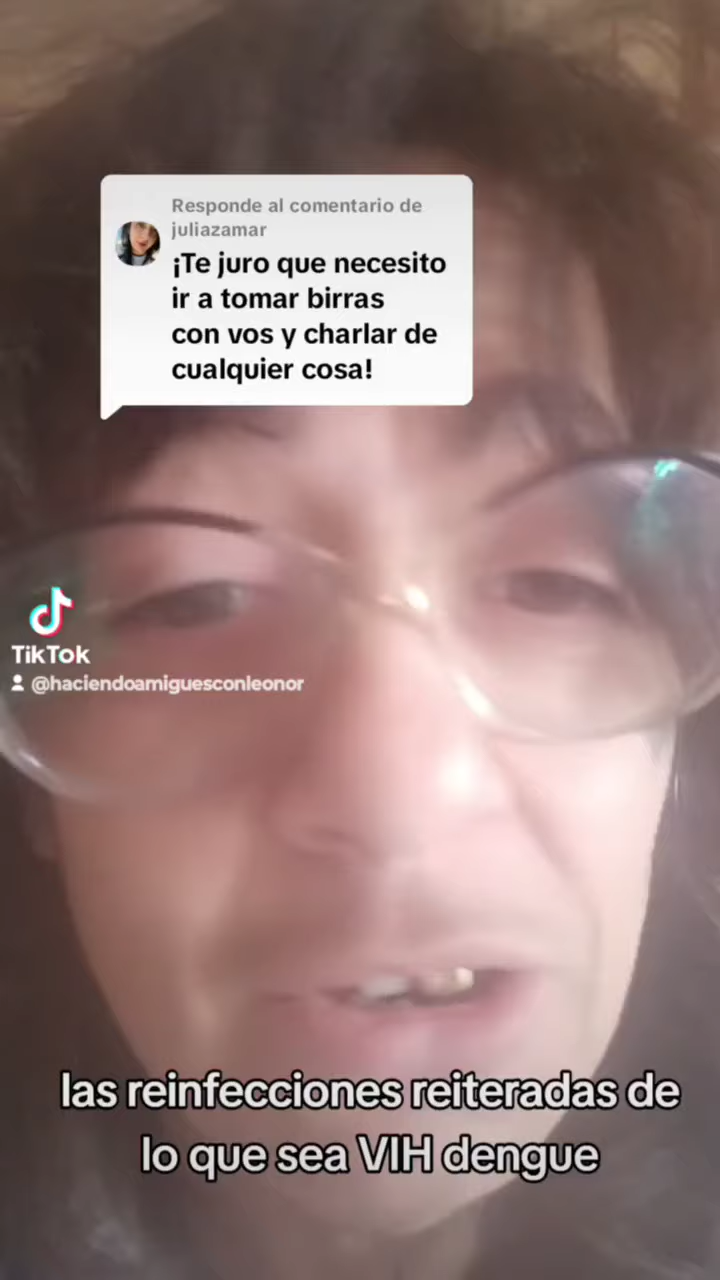 Responde al comentario de
juliazamar
¡Te juro que necesito
ir a tomar birras
con vos y charlar de
cualquier cosa!
TikTok
@haciendoamiguesconleonor
las reinfecciones reiteradas de
lo que sea VIH dengue